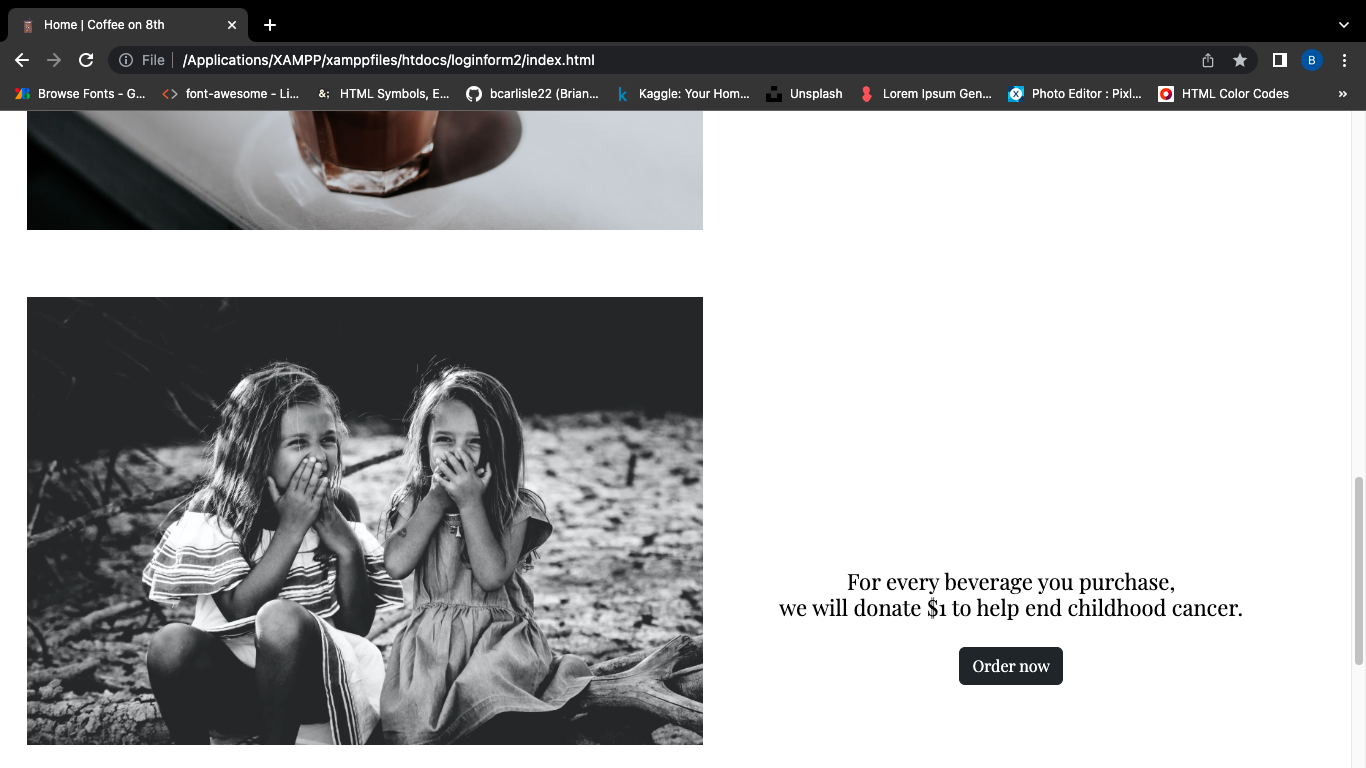 Home | Coffee on 8th
File
/Applications/XAMPP/xamppfiles/htdocs/loginform2/index.html
B
Browse Fonts - G...
font-awesome - Li...
&;
HTML Symbols, E...
bcarlisle22 (Brian...
k
Kaggle: Your Hom...
Unsplash
Lorem Ipsum Gen...
Photo Editor : Pixl...
HTML Color Codes
»
For every beverage you purchase,
we will donate $1 to help end childhood cancer.
Order now